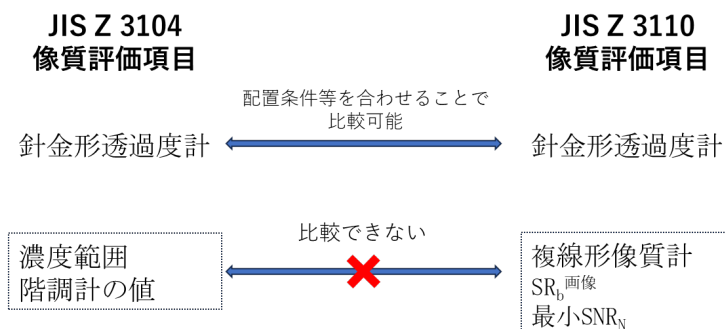 JIS Z 3104
像質評価項目
JIS Z 3110
像質評価項目
配置条件等を合わせることで
比較可能
針金形透過度計
針金形透過度計
比較できない
濃度範囲
階調計の値
複線形像質計
SRb画像
最小SNRN